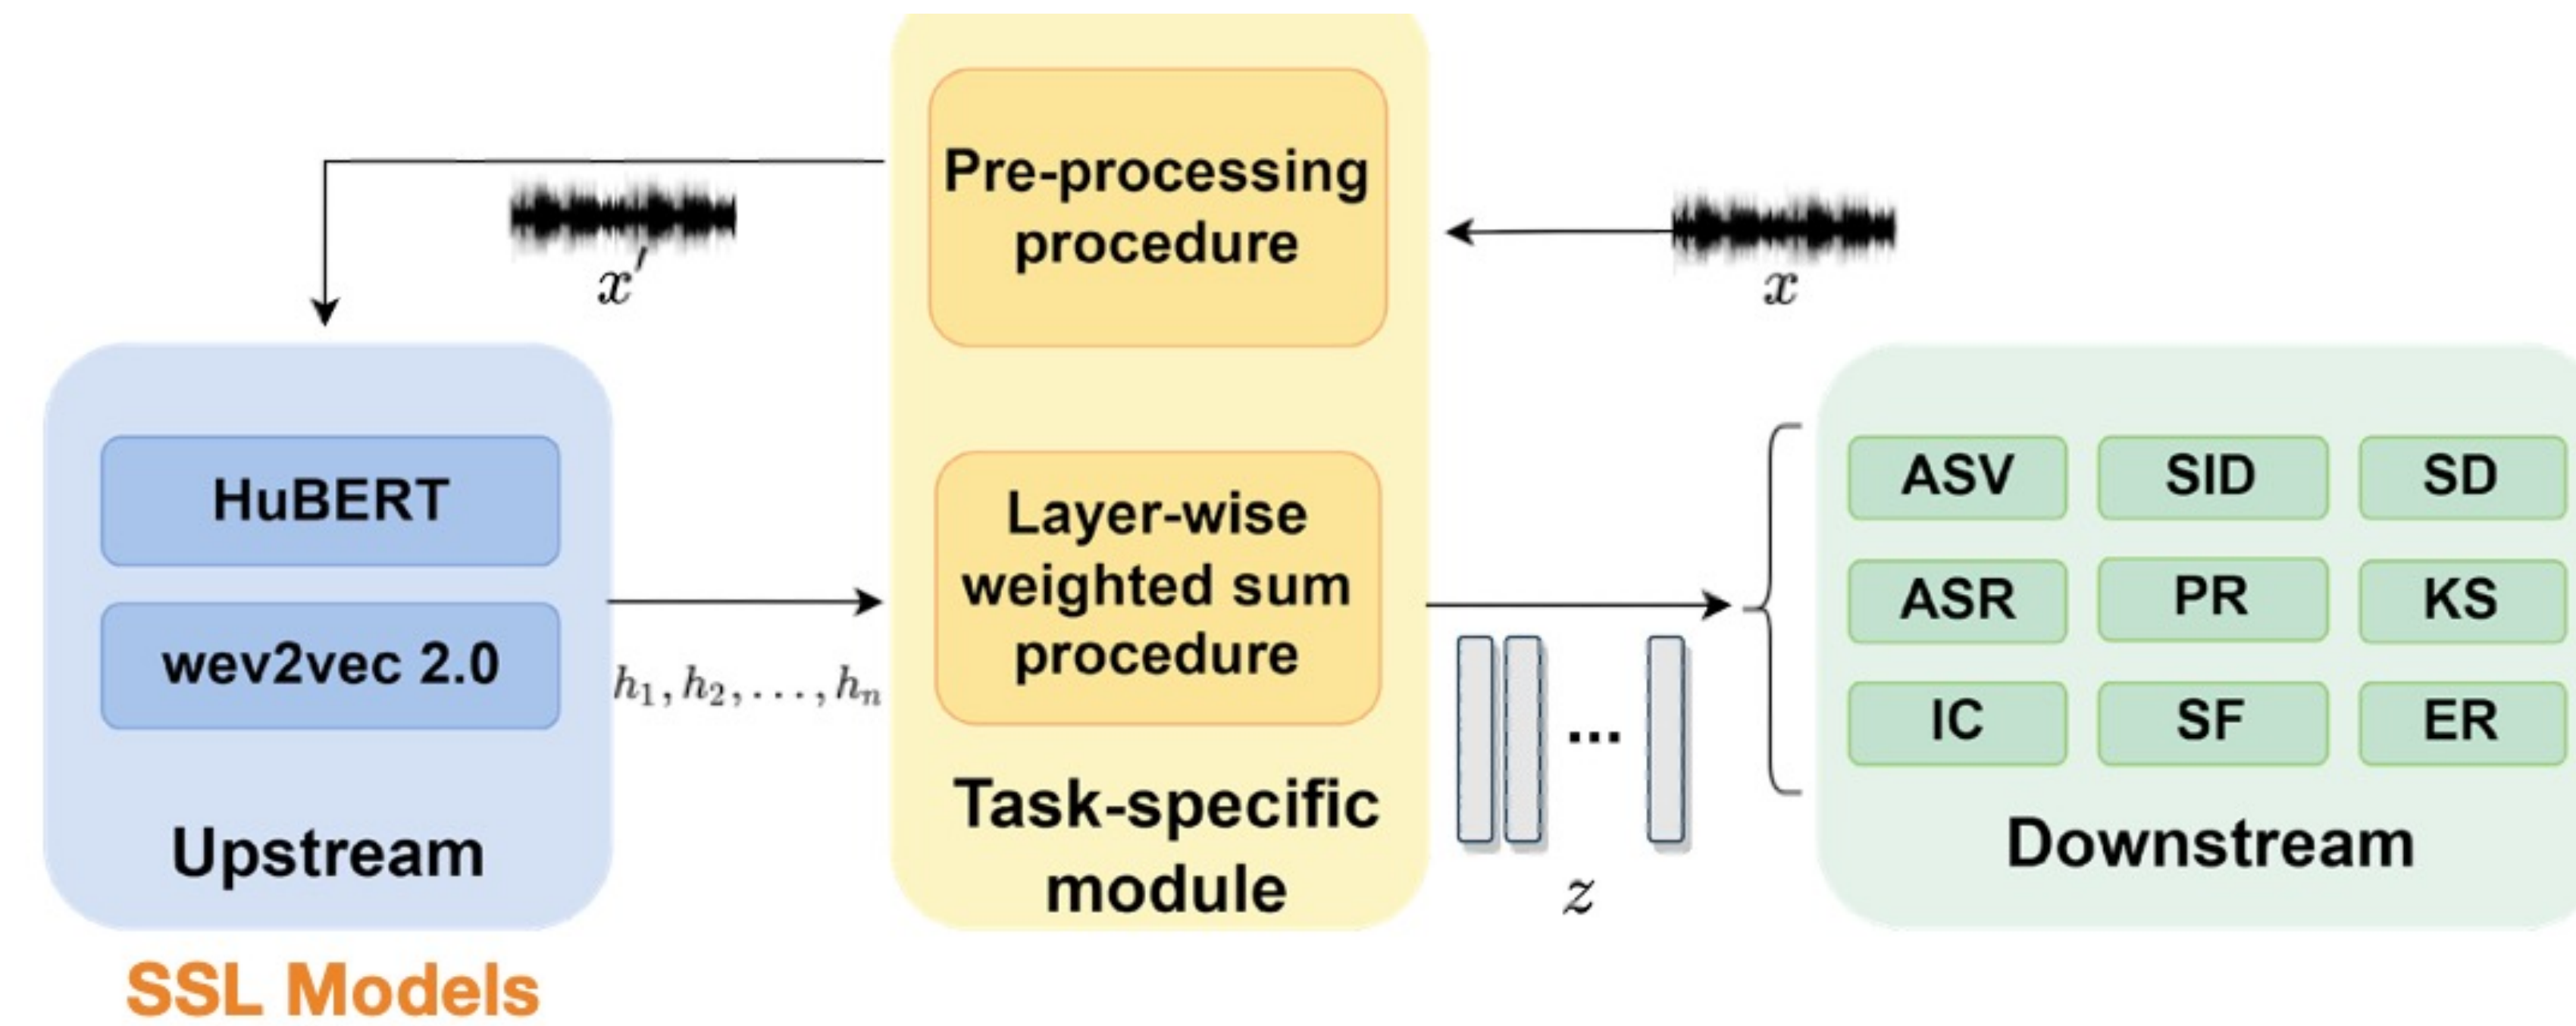 Pre-processing
procedure
x′
x
HuBERT
wev2vec 2.0
Upstream
SSL Models
h₁, h₂, . . . , hₙ
Layer-wise
weighted sum
procedure
Task-specific
module
...
z
ASV SID SD
ASR PR KS
IC SF ER
Downstream